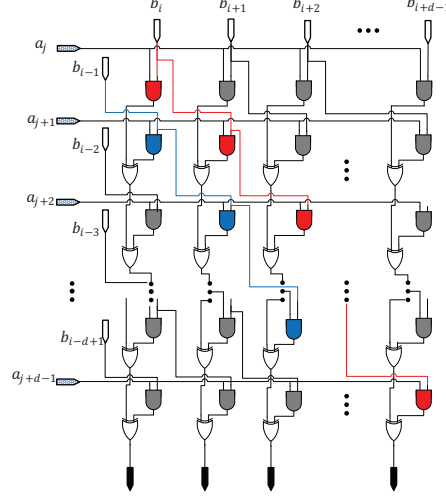 b_i b_{i+1} b_{i+2} b_{i+d-1}
a_j
b_{i-1}
a_{j+1}
b_{i-2}
a_{j+2}
b_{i-3}
b_{i-d+1}
a_{j+d-1}